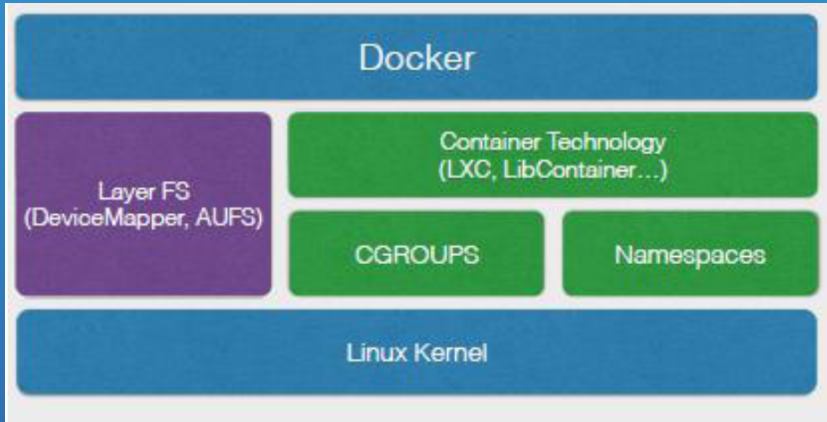 Docker
Layer FS
(DeviceMapper, AUFS)
Container Technology
(LXC, LibContainer...)
CGROUPS
Namespaces
Linux Kernel